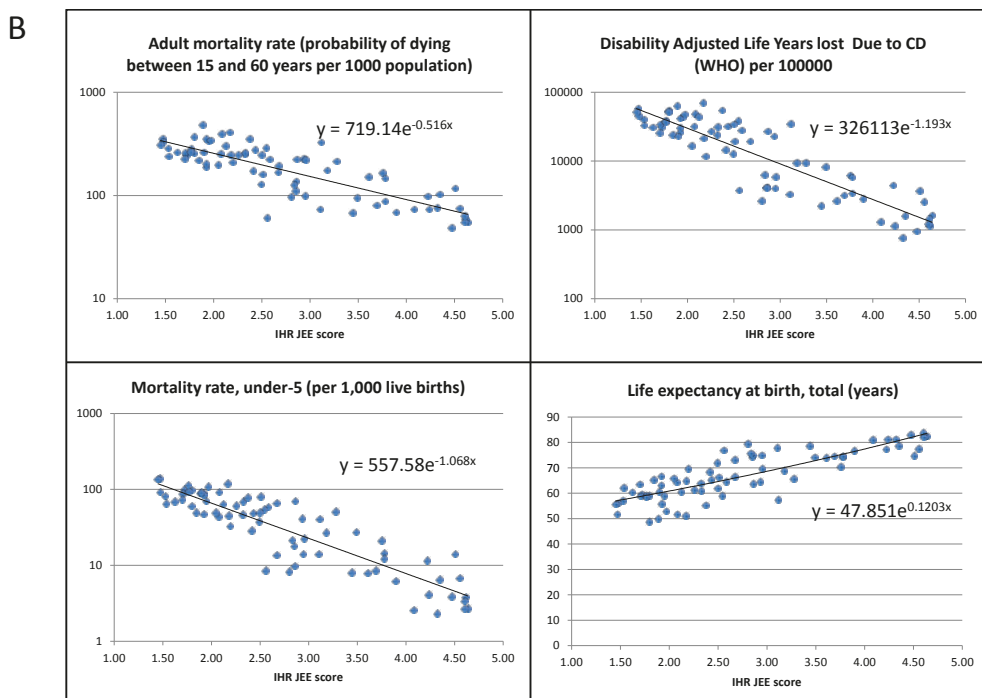 B
Adult mortality rate (probability of dying
between 15 and 60 years per 1000 population)
1000
100
10
y = 719.14e-0.516x
1.00 1.50 2.00 2.50 3.00 3.50 4.00 4.50 5.00
IHR JEE score
Disability Adjusted Life Years lost Due to CD
(WHO) per 100000
100000
10000
1000
100
y = 326113e-1.193x
1.00 1.50 2.00 2.50 3.00 3.50 4.00 4.50 5.00
IHR JEE score
Mortality rate, under-5 (per 1,000 live births)
1000
100
10
1
y = 557.58e-1.068x
1.00 1.50 2.00 2.50 3.00 3.50 4.00 4.50 5.00
IHR JEE score
Life expectancy at birth, total (years)
90
80
70
60
50
40
30
20
10
0
y = 47.851e0.1203x
1.00 1.50 2.00 2.50 3.00 3.50 4.00 4.50 5.00
IHR JEE score